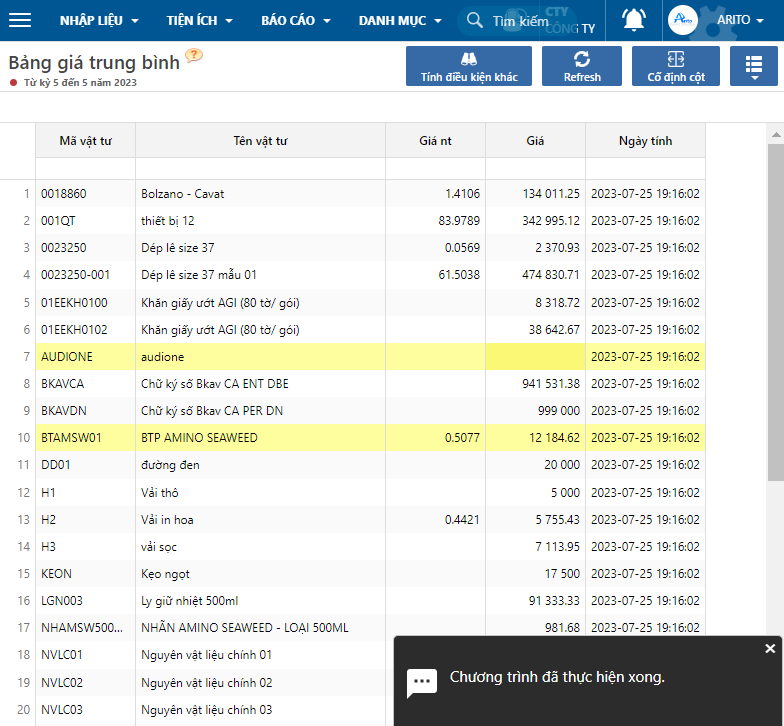 NHẬP LIỆU TIỆN ÍCH BÁO CÁO DANH MỤC Tìm kiếm CTY CÔNG TY Arito ARITO
Bảng giá trung bình ?
Từ kỳ 5 đến 5 năm 2023
Tính điều kiện khác Refresh Cố định cột
Mã vật tư Tên vật tư Giá nt Giá Ngày tính
1 0018860 Bolzano - Cavat 1.4106 134 011.25 2023-07-25 19:16:02
2 001QT thiết bị 12 83.9789 342 995.12 2023-07-25 19:16:02
3 0023250 Dép lê size 37 0.0569 2 370.93 2023-07-25 19:16:02
4 0023250-001 Dép lê size 37 mẫu 01 61.5038 474 830.71 2023-07-25 19:16:02
5 01EEKH0100 Khăn giấy ướt AGI (80 tờ/ gói) 8 318.72 2023-07-25 19:16:02
6 01EEKH0102 Khăn giấy ướt AGI (80 tờ/ gói) 38 642.67 2023-07-25 19:16:02
7 AUDIONE audione 2023-07-25 19:16:02
8 BKAVCA Chữ ký số Bkav CA ENT DBE 941 531.38 2023-07-25 19:16:02
9 BKAVDN Chữ ký số Bkav CA PER DN 999 000 2023-07-25 19:16:02
10 BTAMSW01 BTP AMINO SEAWEED 0.5077 12 184.62 2023-07-25 19:16:02
11 DD01 đường đen 20 000 2023-07-25 19:16:02
12 H1 Vải thô 5 000 2023-07-25 19:16:02
13 H2 Vải in hoa 0.4421 5 755.43 2023-07-25 19:16:02
14 H3 vải sọc 7 113.95 2023-07-25 19:16:02
15 KEON Kẹo ngọt 17 500 2023-07-25 19:16:02
16 LGN003 Ly giữ nhiệt 500ml 91 333.33 2023-07-25 19:16:02
17 NHAMSW500... NHÃN AMINO SEAWEED - LOẠI 500ML 981.68 2023-07-25 19:16:02
18 NVLC01 Nguyên vật liệu chính 01
19 NVLC02 Nguyên vật liệu chính 02
20 NVLC03 Nguyên vật liệu chính 03
Chương trình đã thực hiện xong.